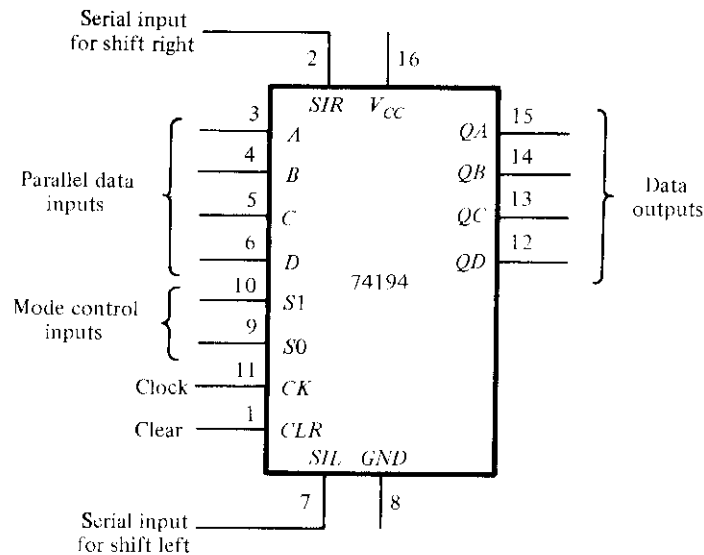 Serial input
for shift right
2
16
SIR
VCC
3
A
4
B
5
C
6
D
10
S1
9
S0
11
CK
1
CLR
Parallel data
inputs
Mode control
inputs
Clock
Clear
QA
15
QB
14
QC
13
QD
12
Data
outputs
74194
SIL
GND
7
8
Serial input
for shift left